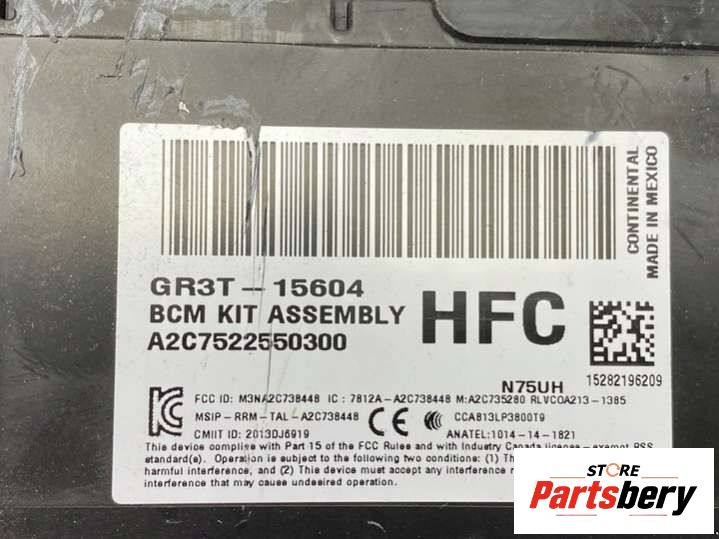 GR3T-15604
BCM KIT ASSEMBLY
A2C7522550300
HFC
CONTINENTAL
MADE IN MEXICO
N75UH
15282196209
FCC ID: M3NA2C738448 IC: 7812A-A2C738448 M:A2C735280 RLVCOA213-1385
MSIP-RRM-TAL-A2C738448
CE
CCAB13LP3800T9
CMIIT ID: 2013DJ6919
ANATEL:1014-14-1821
This device complies with Part 15 of the FCC Rules and with Industry Canada license-exempt RSS
standard(s). Operation is subject to the following two conditions: (1)
harmful interference, and (2) This device must accept any interference
interference that may cause undesired operation.
STORE
Partsbery